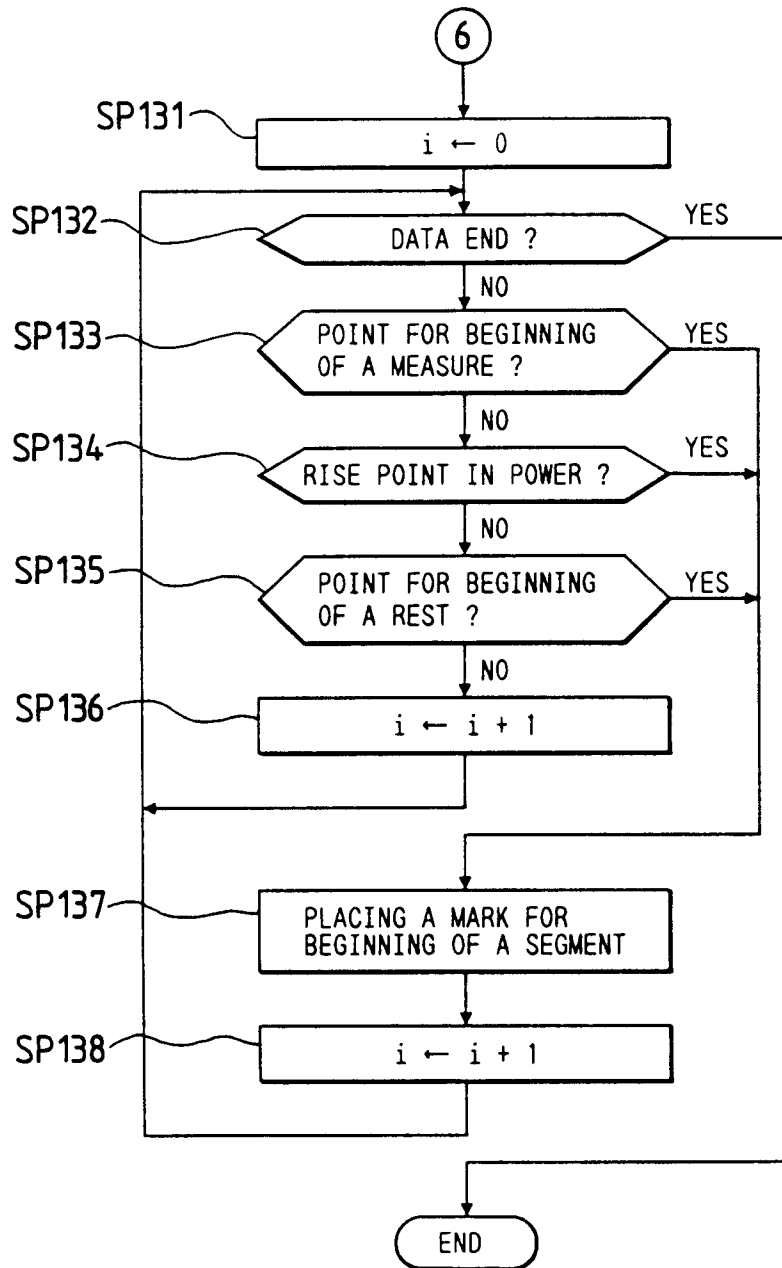 6
SP131
i ← 0
SP132
DATA END ?
YES
NO
SP133
POINT FOR BEGINNING
OF A MEASURE ?
YES
NO
SP134
RISE POINT IN POWER ?
YES
NO
SP135
POINT FOR BEGINNING
OF A REST ?
YES
NO
SP136
i ← i + 1
SP137
PLACING A MARK FOR
BEGINNING OF A SEGMENT
SP138
i ← i + 1
END